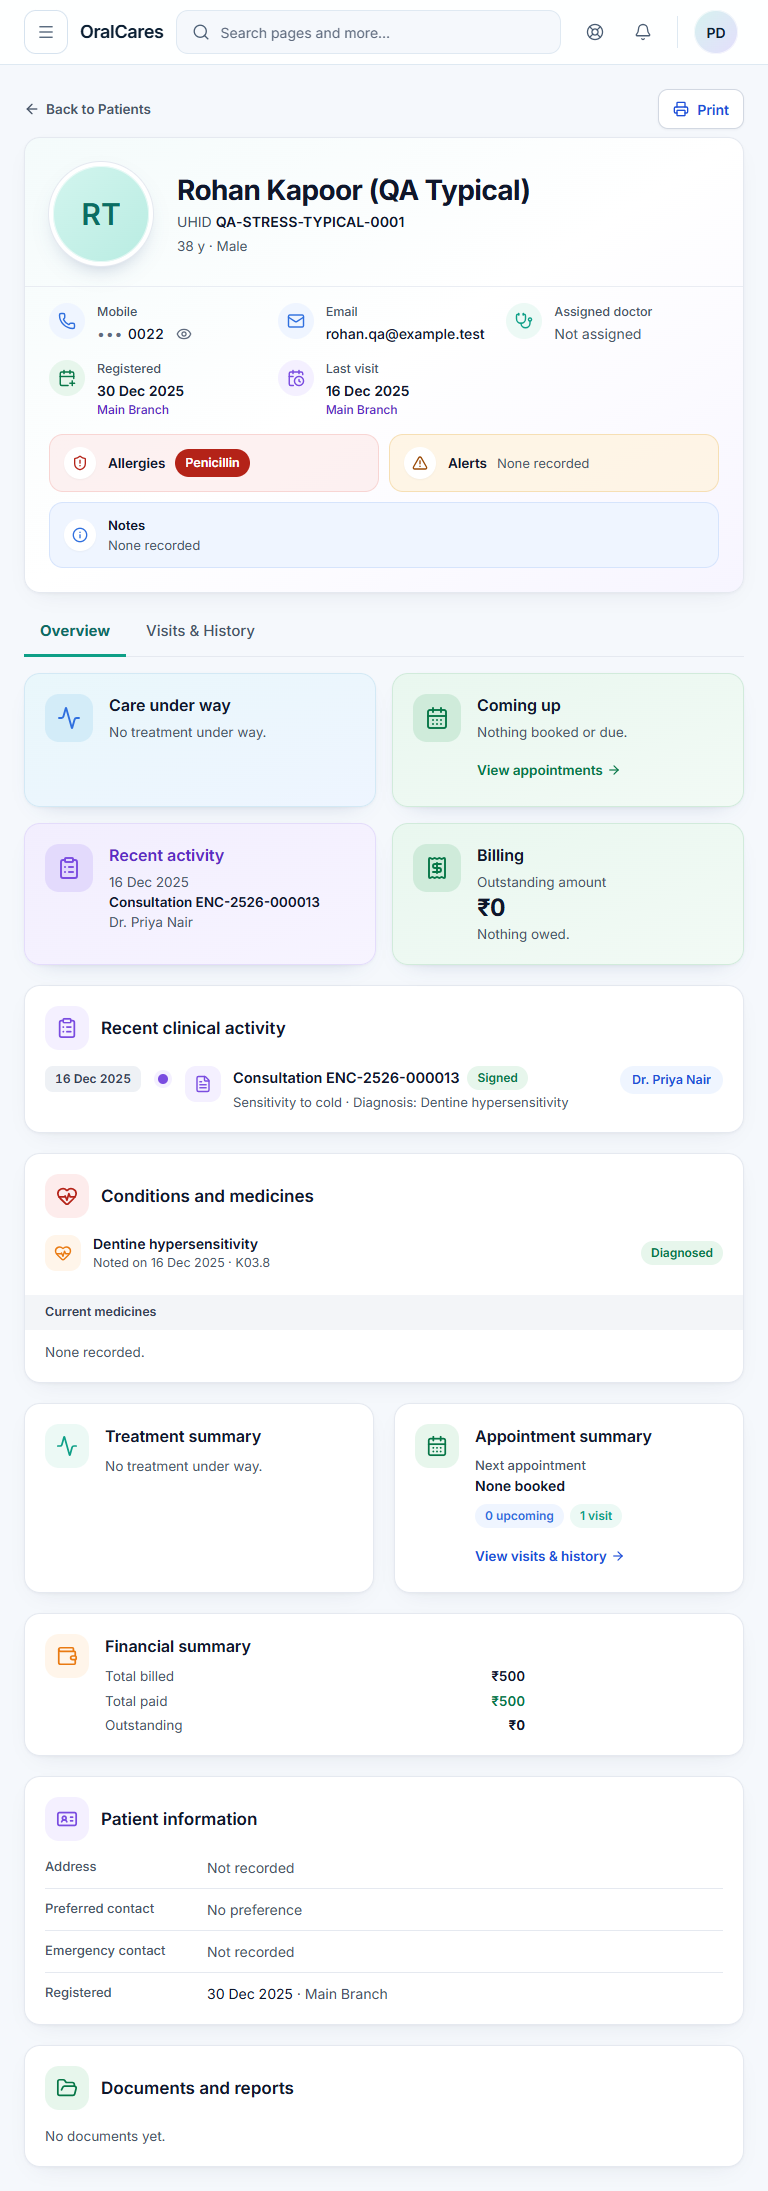 OralCares
Search pages and more...
PD
Back to Patients
Print
RT
Rohan Kapoor (QA Typical)
UHID QA-STRESS-TYPICAL-0001
38 y · Male
Mobile
••• 0022
Email
rohan.qa@example.test
Assigned doctor
Not assigned
Registered
30 Dec 2025
Main Branch
Last visit
16 Dec 2025
Main Branch
Allergies Penicillin
Alerts None recorded
Notes
None recorded
Overview
Visits & History
Care under way
No treatment under way.
Coming up
Nothing booked or due.
View appointments →
Recent activity
16 Dec 2025
Consultation ENC-2526-000013
Dr. Priya Nair
Billing
Outstanding amount
₹0
Nothing owed.
Recent clinical activity
16 Dec 2025
Consultation ENC-2526-000013 Signed
Dr. Priya Nair
Sensitivity to cold · Diagnosis: Dentine hypersensitivity
Conditions and medicines
Dentine hypersensitivity
Noted on 16 Dec 2025 · K03.8
Diagnosed
Current medicines
None recorded.
Treatment summary
No treatment under way.
Appointment summary
Next appointment
None booked
0 upcoming 1 visit
View visits & history →
Financial summary
Total billed ₹500
Total paid ₹500
Outstanding ₹0
Patient information
Address Not recorded
Preferred contact No preference
Emergency contact Not recorded
Registered 30 Dec 2025 · Main Branch
Documents and reports
No documents yet.